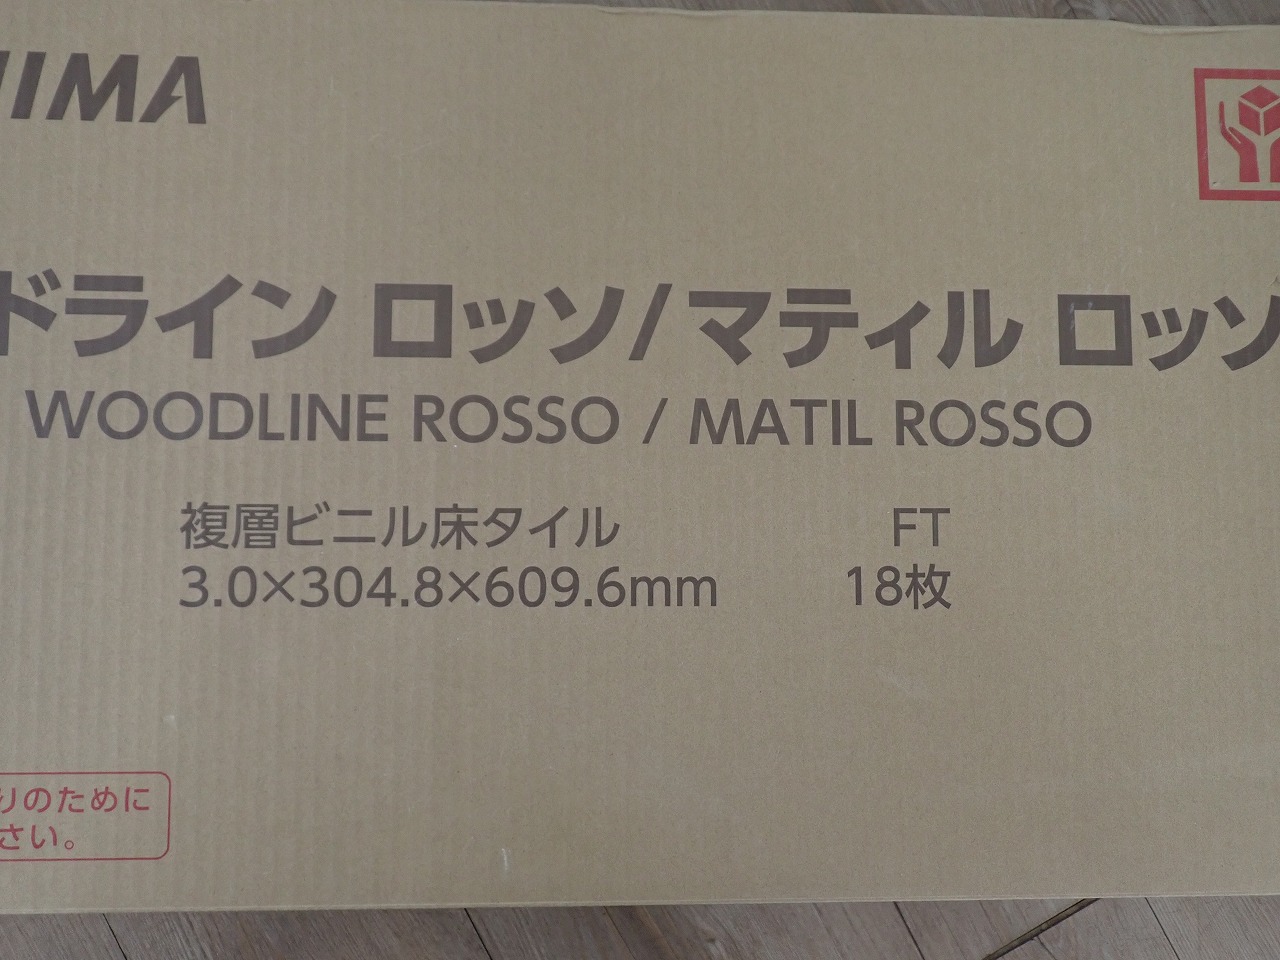 IMA
ドライン ロッソ/マティル ロッソ
WOODLINE ROSSO / MATIL ROSSO
複層ビニル床タイル FT
3.0×304.8×609.6mm 18枚
りのために
さい。